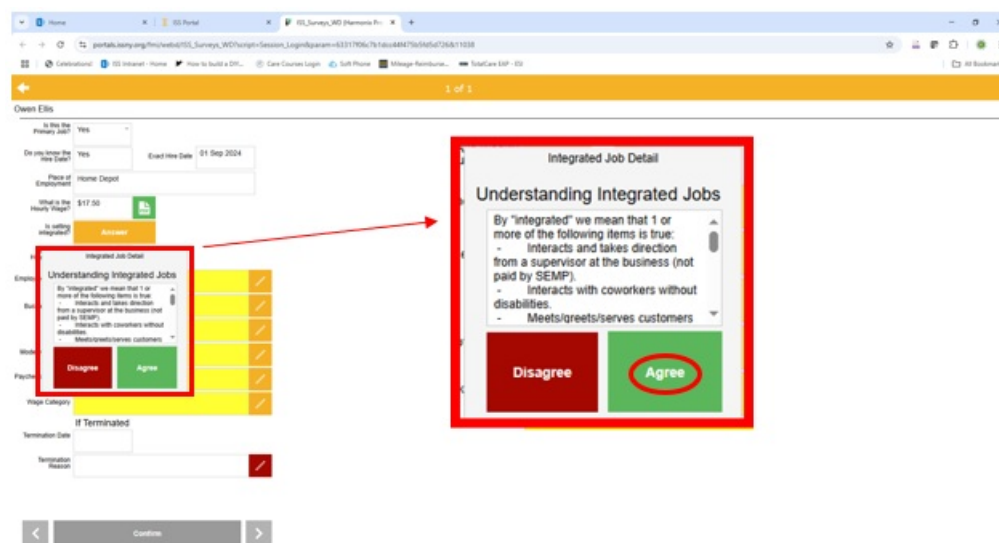 Home
ISS Portal
ISS_Surveys_WD (Harmonix Pr
portals.issny.org/fmi/webd/ISS_Surveys_WD?script=Session_Login&param=
Celebrations!
ISS Intranet - Home
How to build a DM...
Care Courses Login
Soft Phone
Mileage Reimburse...
TotalCare EAP - ESI
All Bookmar
1 of 1
Owen Ellis
Is this the
Primary Job?
Yes
Do you know the
Hire Date?
Yes
Exact Hire Date
01 Sep 2024
Place of
Employment
Home Depot
What is the
Hourly Wage?
$17.50
Is setting
integrated?
Answer
Integrated Job Detail
Understanding Integrated Jobs
By "integrated" we mean that 1 or
more of the following items is true:
- Interacts and takes direction
from a supervisor at the business (not
paid by SEMP).
- Interacts with coworkers without
disabilities.
- Meets/greets/serves customers
Disagree
Agree
Wage Category
If Terminated
Termination Date
Termination
Reason
Confirm
Integrated Job Detail
Understanding Integrated Jobs
By "integrated" we mean that 1 or
more of the following items is true:
- Interacts and takes direction
from a supervisor at the business (not
paid by SEMP).
- Interacts with coworkers without
disabilities.
- Meets/greets/serves customers
Disagree
Agree